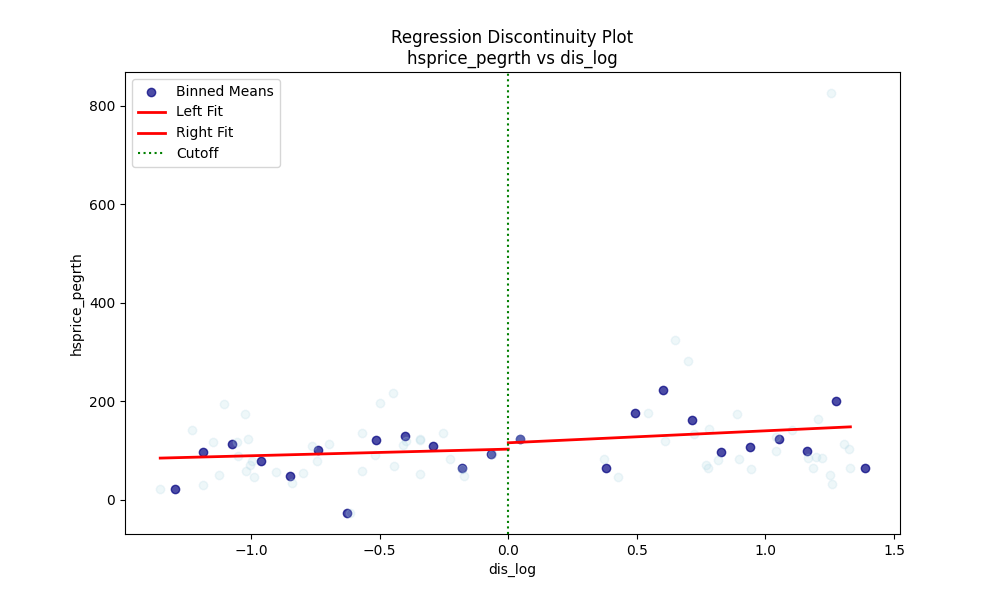 Regression Discontinuity Plot
hsprice_pegrth vs dis_log
Binned Means
Left Fit
Right Fit
Cutoff
hsprice_pegrth
800
600
400
200
0
−1.0
−0.5
0.0
0.5
1.0
1.5
dis_log